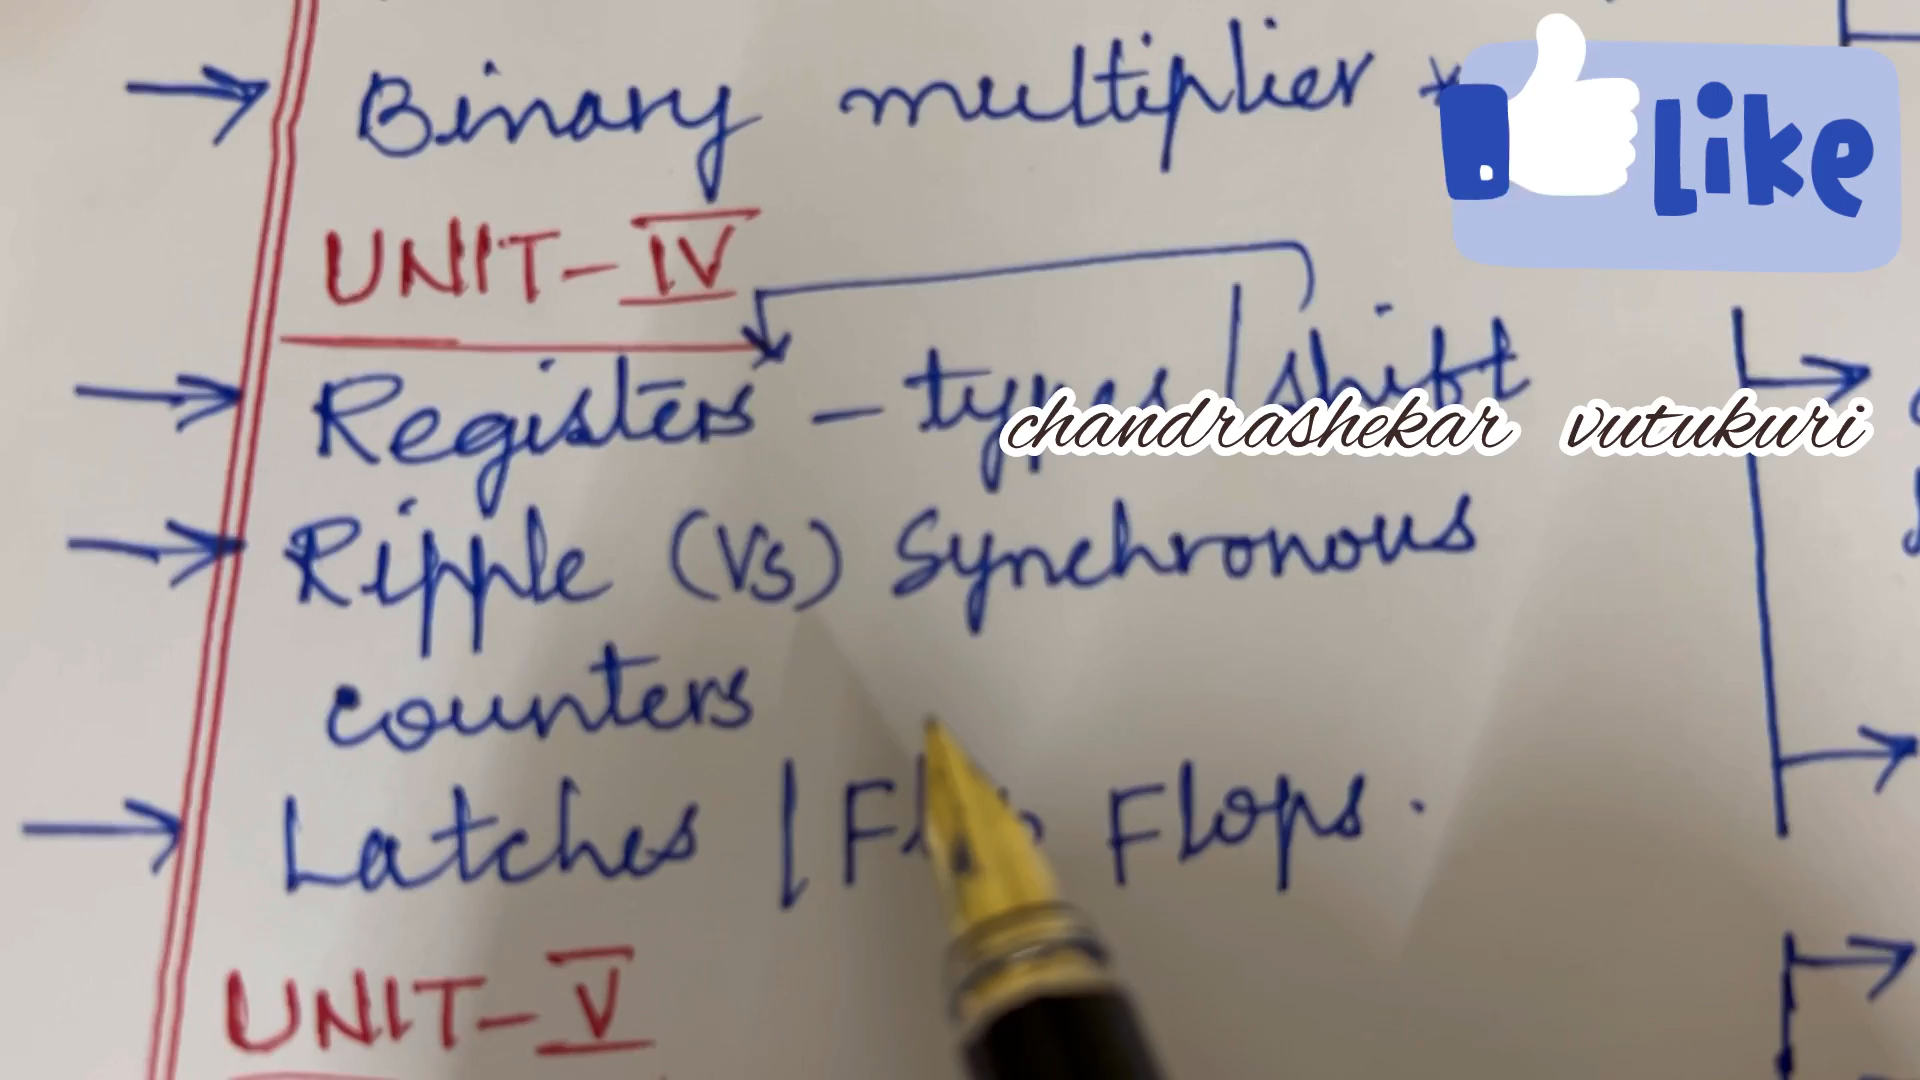 Binary multiplier *
Like
UNIT-IV
Registers - types / shift
chandrashekar vutukuri
Ripple (Vs) Synchronous
counters
Latches / Flip Flops.
UNIT-V